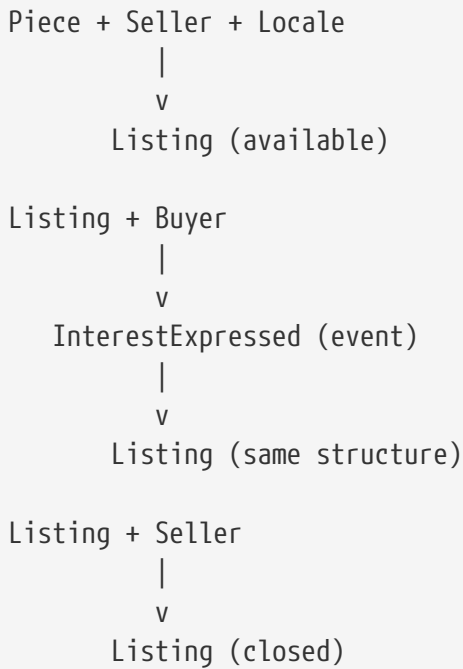 Piece + Seller + Locale
|
v
Listing (available)
Listing + Buyer
|
v
InterestExpressed (event)
|
v
Listing (same structure)
Listing + Seller
|
v
Listing (closed)